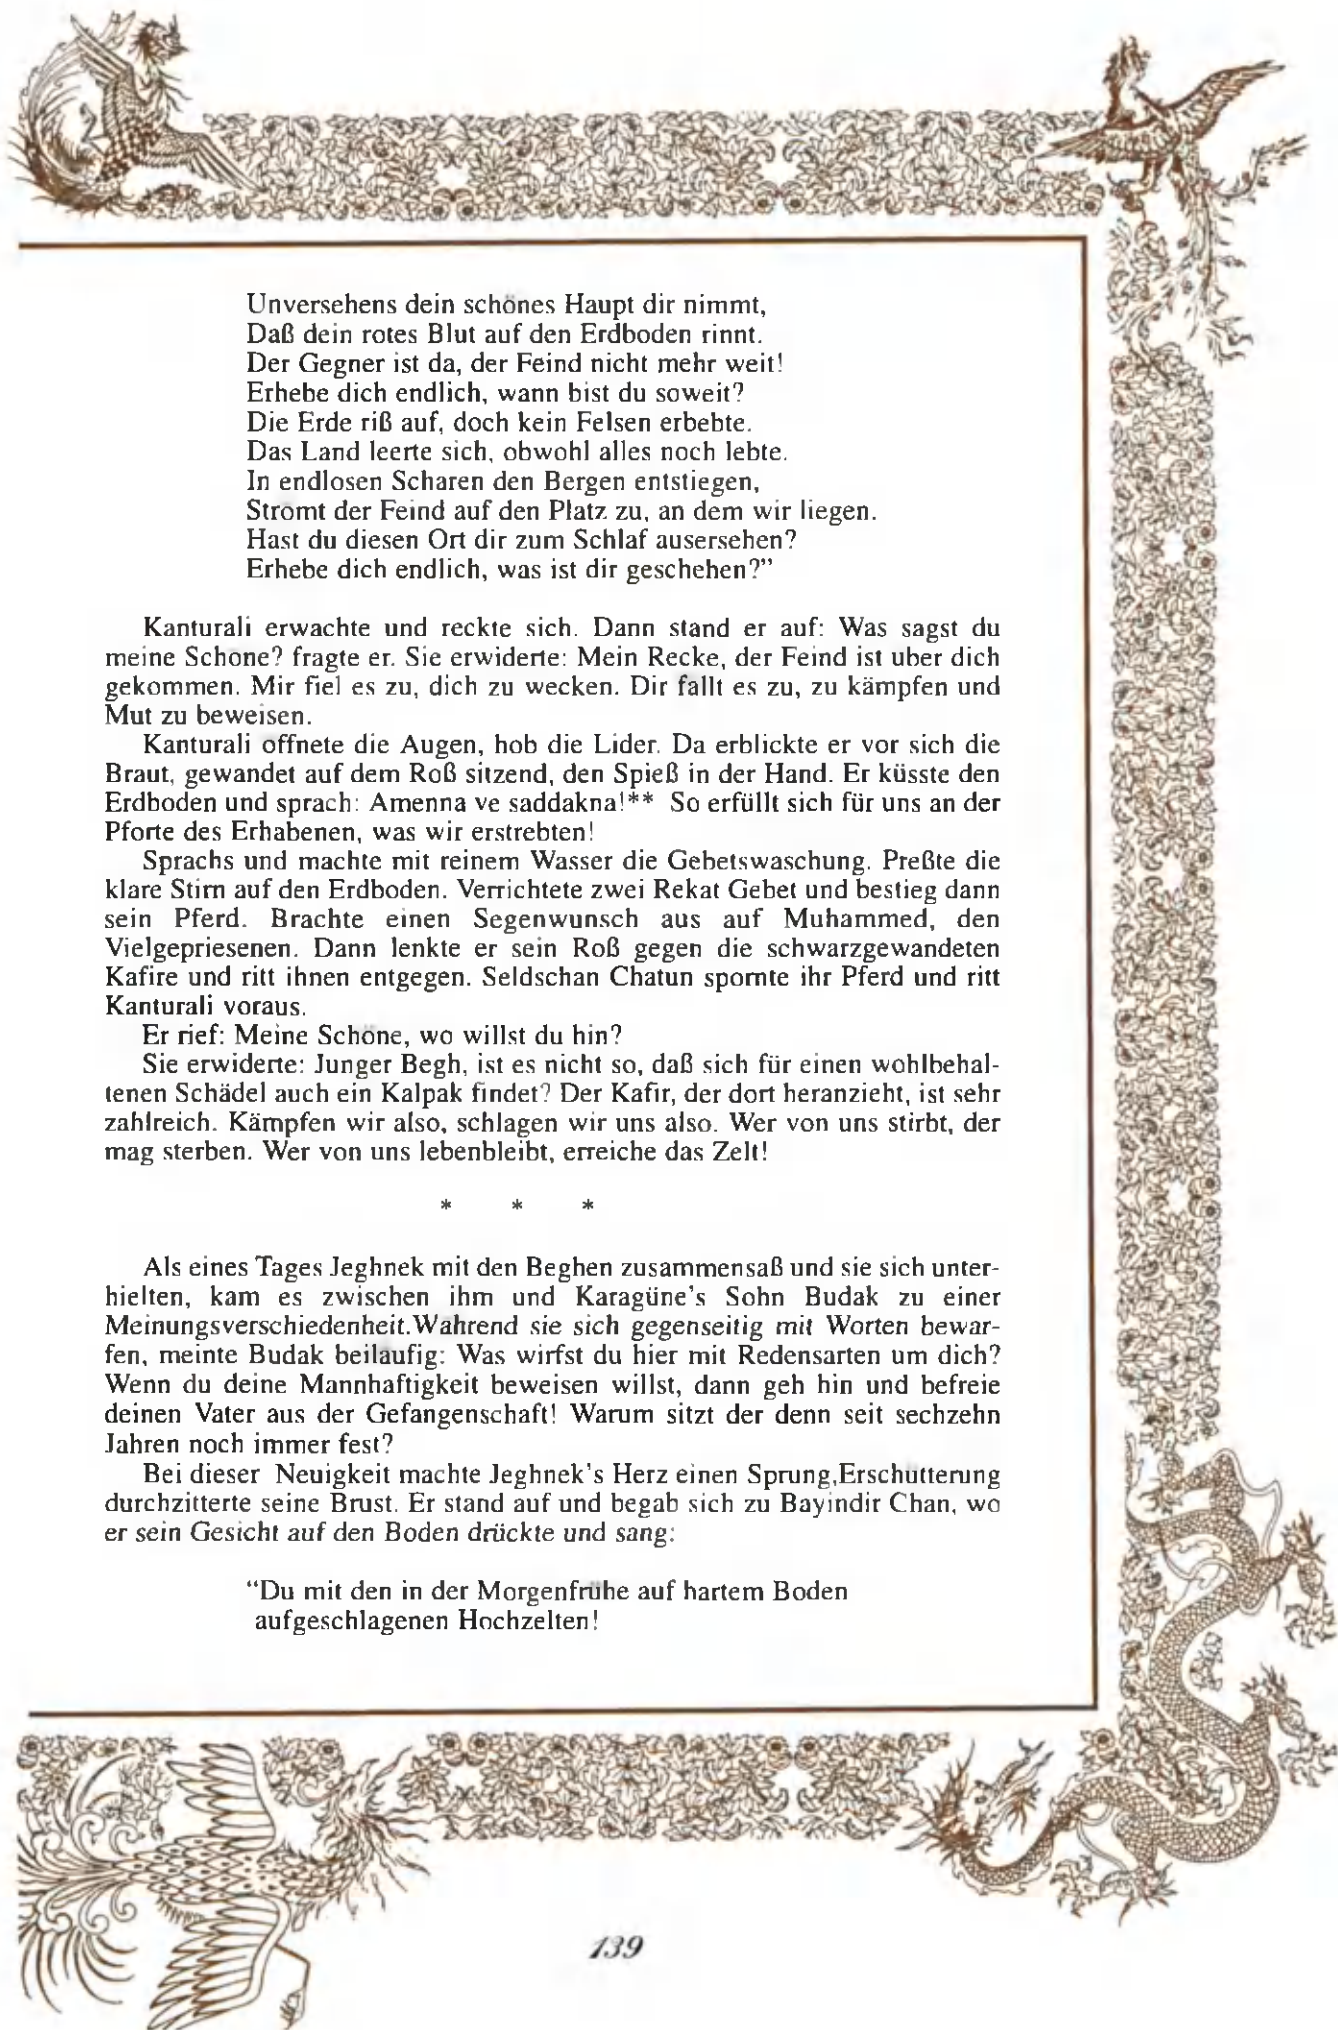 Unversehens dein schönes Haupt dir nimmt,
Daß dein rotes Blut auf den Erdboden rinnt.
Der Gegner ist da, der Feind nicht mehr weit!
Erhebe dich endlich, wann bist du soweit?
Die Erde riß auf, doch kein Felsen erbebte.
Das Land leerte sich, obwohl alles noch lebte.
In endlosen Scharen den Bergen entstiegen,
Stromt der Feind auf den Platz zu, an dem wir liegen.
Hast du diesen Ort dir zum Schlaf ausersehen?
Erhebe dich endlich, was ist dir geschehen?”
Kanturali erwachte und reckte sich. Dann stand er auf: Was sagst du
meine Schone? fragte er. Sie erwiderte: Mein Recke, der Feind ist uber dich
gekommen. Mir fiel es zu, dich zu wecken. Dir fallt es zu, zu kämpfen und
Mut zu beweisen.
Kanturali offnete die Augen, hob die Lider. Da erblickte er vor sich die
Braut, gewandet auf dem Roß sitzend, den Spieß in der Hand. Er küsste den
Erdboden und sprach: Amenna ve saddakna!** So erfüllt sich für uns an der
Pforte des Erhabenen, was wir erstrebten!
Sprachs und machte mit reinem Wasser die Gebetswaschung. Preßte die
klare Stirn auf den Erdboden. Verrichtete zwei Rekat Gebet und bestieg dann
sein Pferd. Brachte einen Segenwunsch aus auf Muhammed, den
Vielgepriesenen. Dann lenkte er sein Roß gegen die schwarzgewandeten
Kafire und ritt ihnen entgegen. Seldschan Chatun spornte ihr Pferd und ritt
Kanturali voraus.
Er rief: Meine Schöne, wo willst du hin?
Sie erwiderte: Junger Begh, ist es nicht so, daß sich für einen wohlbehal-
tenen Schädel auch ein Kalpak findet? Der Kafir, der dort heranzieht, ist sehr
zahlreich. Kämpfen wir also, schlagen wir uns also. Wer von uns stirbt, der
mag sterben. Wer von uns lebenbleibt, erreiche das Zelt!
* * *
Als eines Tages Jeghnek mit den Beghen zusammensaß und sie sich unter-
hielten, kam es zwischen ihm und Karagüne's Sohn Budak zu einer
Meinungsverschiedenheit.Wahrend sie sich gegenseitig mit Worten bewar-
fen, meinte Budak beilaufig: Was wirfst du hier mit Redensarten um dich?
Wenn du deine Mannhaftigkeit beweisen willst, dann geh hin und befreie
deinen Vater aus der Gefangenschaft! Warum sitzt der denn seit sechzehn
Jahren noch immer fest?
Bei dieser Neuigkeit machte Jeghnek's Herz einen Sprung,Erschütterung
durchzitterte seine Brust. Er stand auf und begab sich zu Bayindir Chan, wo
er sein Gesicht auf den Boden drückte und sang:
“Du mit den in der Morgenfrühe auf hartem Boden
aufgeschlagenen Hochzelten!
139